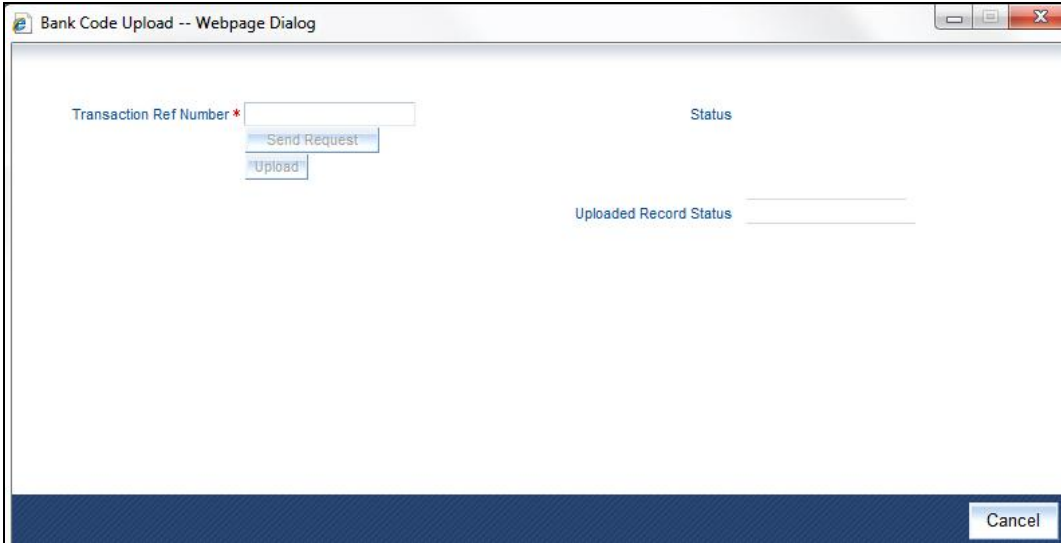 Bank Code Upload -- Webpage Dialog
Transaction Ref Number *
Status
Send Request
Upload
Uploaded Record Status
Cancel